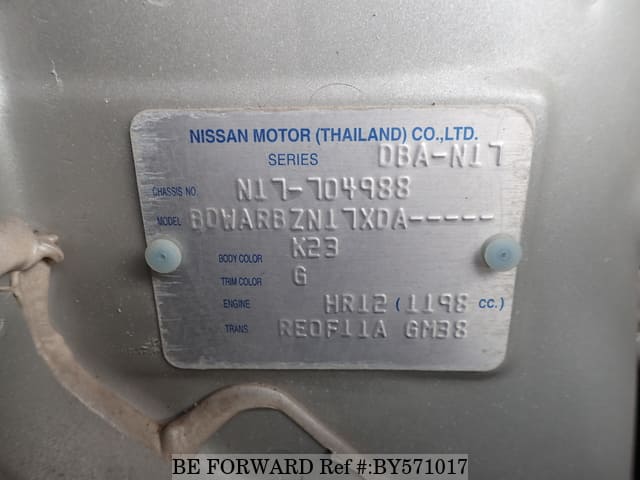 NISSAN MOTOR (THAILAND) CO.,LTD.
SERIES DBA-N17
CHASSIS NO. N17-704988
MODEL BDWARBZN17XDA-----
BODY COLOR K23
TRIM COLOR G
ENGINE HR12 (1198 CC.)
TRANS RE0F11A GM38
BE FORWARD Ref #:BY571017